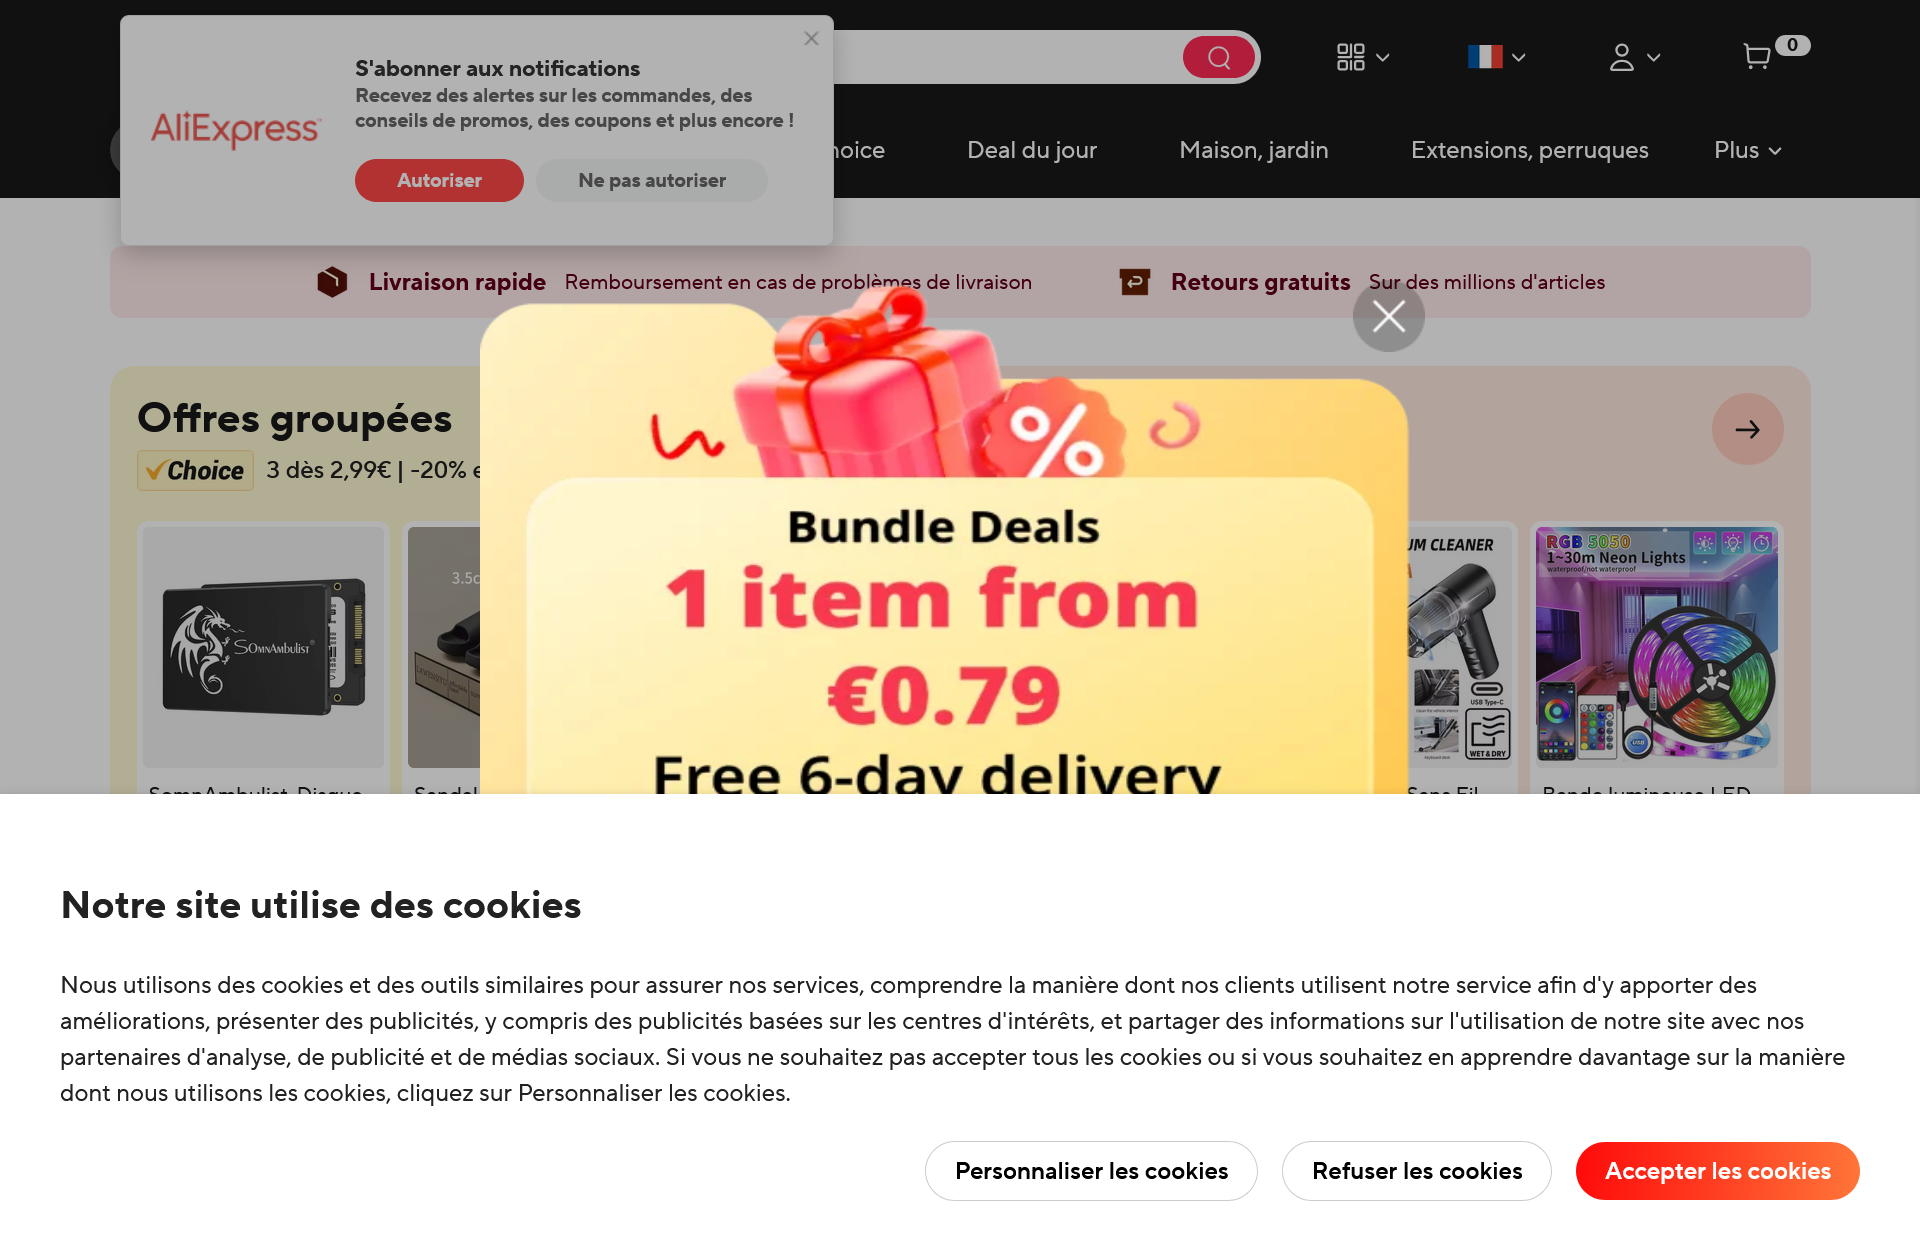 S'abonner aux notifications
Recevez des alertes sur les commandes, des
conseils de promos, des coupons et plus encore !
AliExpress
Autoriser
Ne pas autoriser
0
Deal du jour
Maison, jardin
Extensions, perruques
Plus
Livraison rapide
Remboursement en cas de problèmes de livraison
Retours gratuits
Sur des millions d'articles
Offres groupées
Choice
3 dès 2,99€ | -20%
%
Bundle Deals
1 item from
€0.79
Free 6-day delivery
SOMNAMBULIST
3.5
CLEANER
USB Type-C
WET & DRY
RGB 5050
1~30m Neon Lights
waterproof/not waterproof
USB
SomnAmbulist-Disque
Sans Fil
Bande lumineuse LED
Notre site utilise des cookies
Nous utilisons des cookies et des outils similaires pour assurer nos services, comprendre la manière dont nos clients utilisent notre service afin d'y apporter des
améliorations, présenter des publicités, y compris des publicités basées sur les centres d'intérêts, et partager des informations sur l'utilisation de notre site avec nos
partenaires d'analyse, de publicité et de médias sociaux. Si vous ne souhaitez pas accepter tous les cookies ou si vous souhaitez en apprendre davantage sur la manière
dont nous utilisons les cookies, cliquez sur Personnaliser les cookies.
Personnaliser les cookies
Refuser les cookies
Accepter les cookies